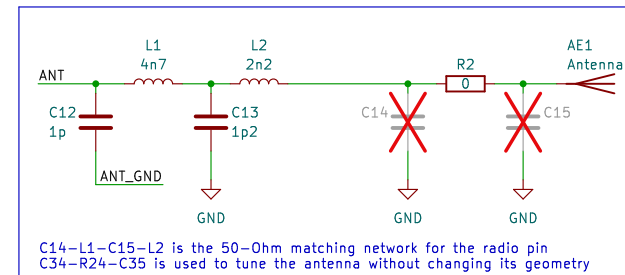 L1
4n7
L2
2n2
R2
0
AE1
Antenna
ANT
C12
1p
C13
1p2
C14
C15
ANT_GND
GND
GND
GND
C14-L1-C15-L2 is the 50-Ohm matching network for the radio pin
C34-R24-C35 is used to tune the antenna without changing its geometry